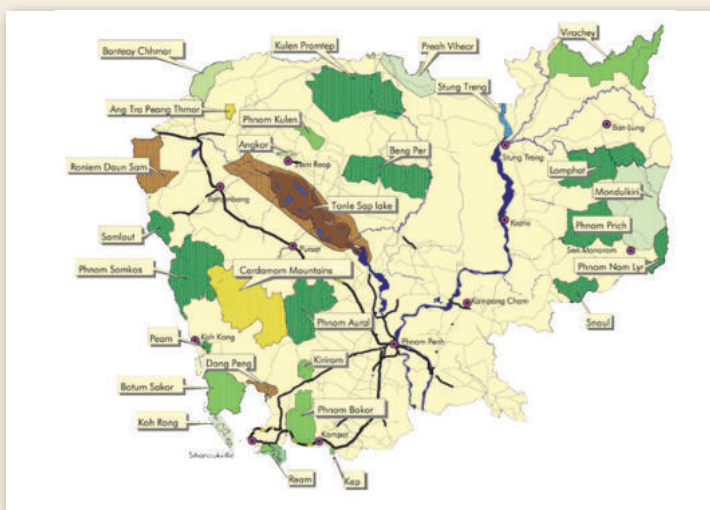 Kulen Promtep
Preah Vihear
Virachey
Banteay Chhmar
Stung Treng
Ang Tra Peang Thmar
Phnom Kulen
Ban Lung
Angkor
Beng Per
Stung Treng
Roniem Daun Sam
Siem Reap
Lomphat
Battambang
Mondulkiri
Tonle Sap lake
Samlaut
Kratie
Phnom Prich
Pursat
Sen Monorom
Phnom Samkos
Cardamom Mountains
Phnom Nam Lyr
Kampong Cham
Phnom Aural
Snoul
Peam
Koh Kong
Phnom Penh
Dong Peng
Kirirom
Botum Sakor
Phnom Bokor
Koh Rong
Kampot
Sihanoukville
Ream
Kep